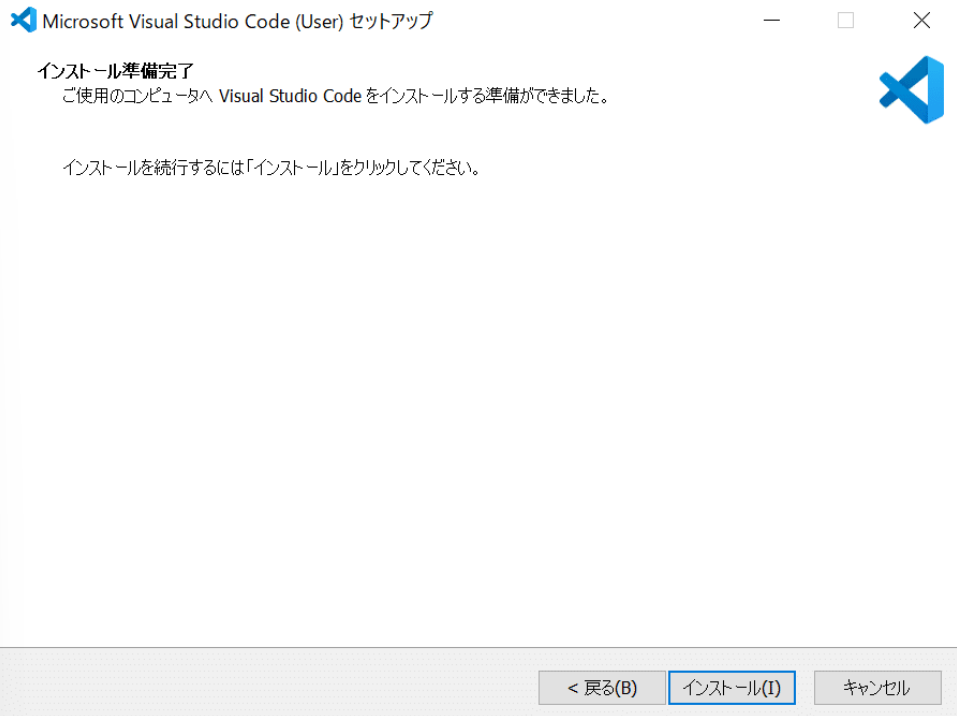 Microsoft Visual Studio Code (User) セットアップ
インストール準備完了
ご使用のコンピュータへ Visual Studio Code をインストールする準備ができました。
インストールを続行するには「インストール」をクリックしてください。
< 戻る(B)
インストール(I)
キャンセル